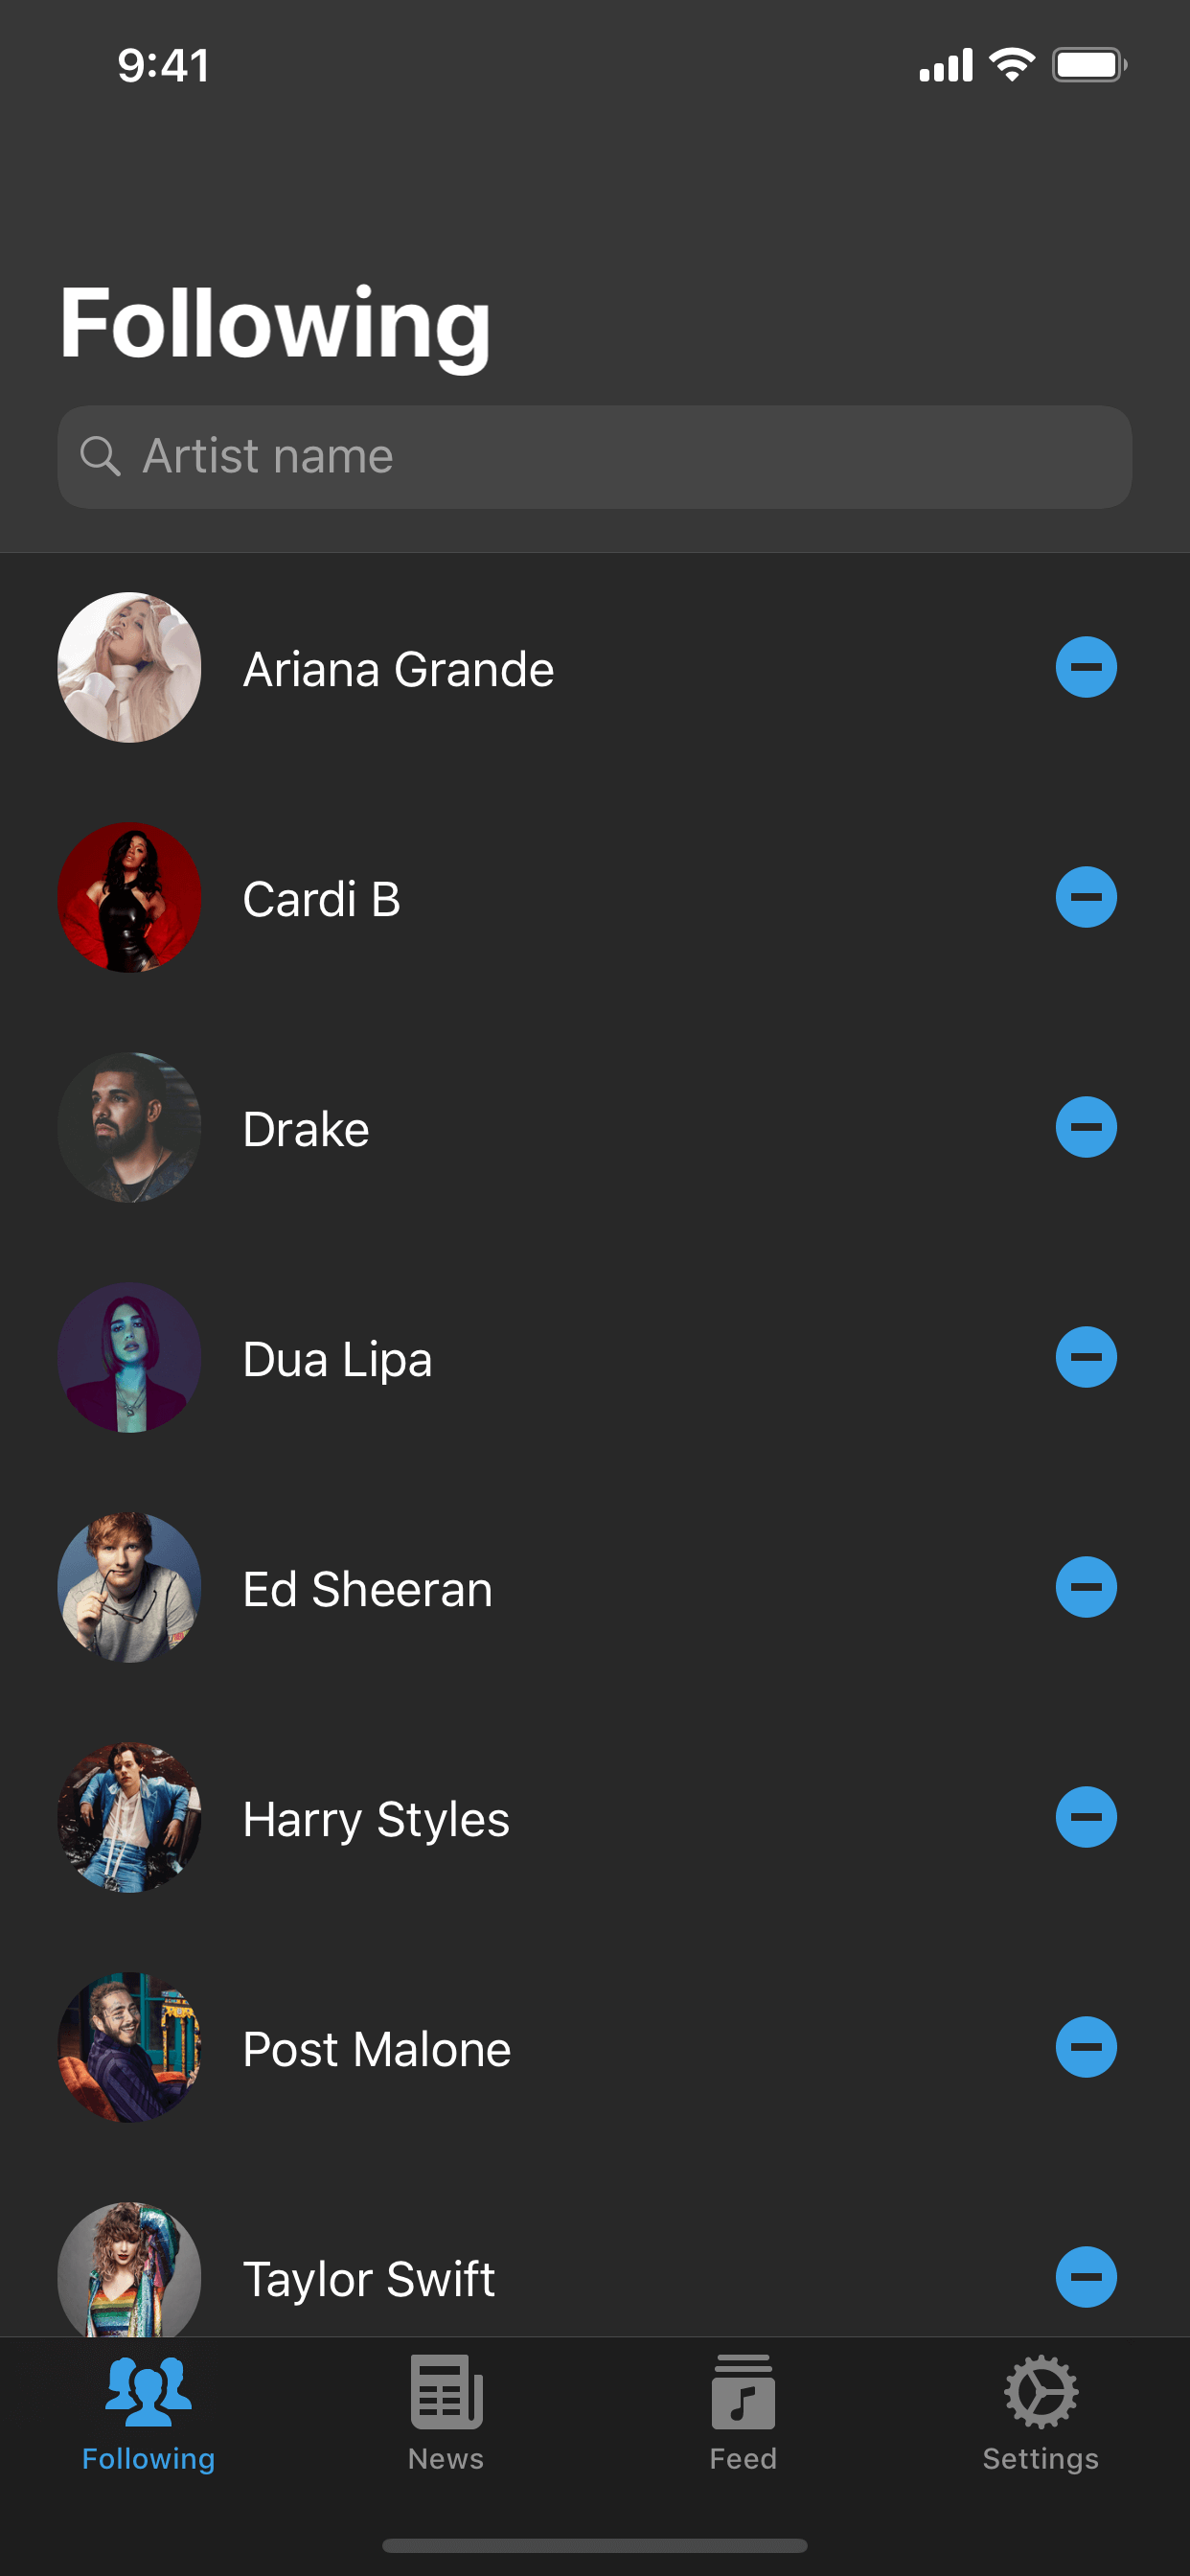 9:41
Following
Artist name
Ariana Grande
Cardi B
Drake
Dua Lipa
Ed Sheeran
Harry Styles
Post Malone
Taylor Swift
Following
News
Feed
Settings